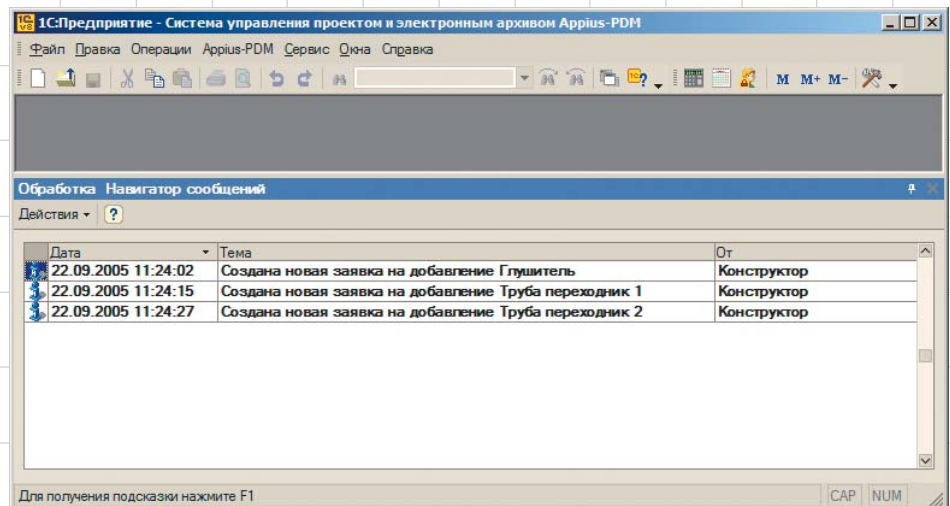 1С:Предприятие - Система управления проектом и электронным архивом Appius-PDM
Файл Правка Операции Appius-PDM Сервис Окна Справка
M M+ M-
Обработка Навигатор сообщений
Действия ?
Дата Тема От
22.09.2005 11:24:02 Создана новая заявка на добавление Глушитель Конструктор
22.09.2005 11:24:15 Создана новая заявка на добавление Труба переходник 1 Конструктор
22.09.2005 11:24:27 Создана новая заявка на добавление Труба переходник 2 Конструктор
Для получения подсказки нажмите F1 CAP NUM